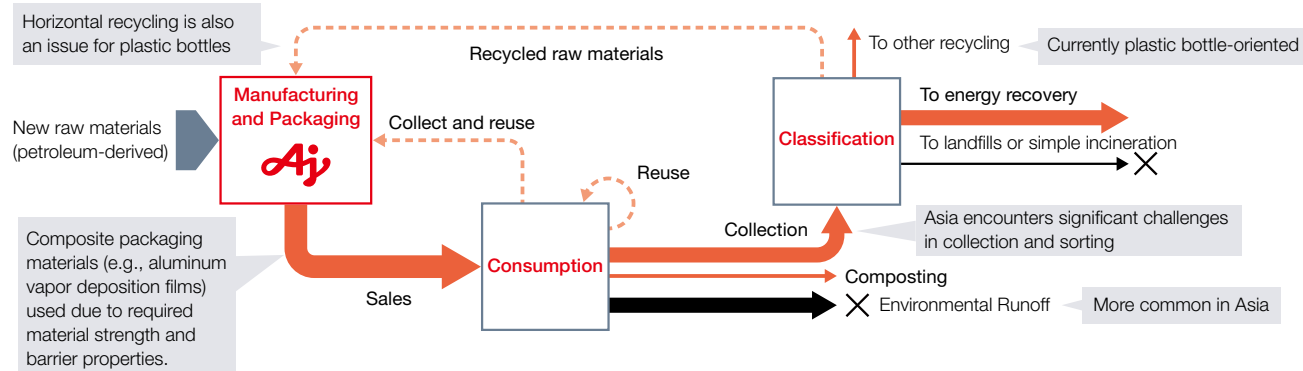 Horizontal recycling is also
an issue for plastic bottles
Recycled raw materials
To other recycling
Currently plastic bottle-oriented
Manufacturing
and Packaging
Aj
New raw materials
(petroleum-derived)
Collect and reuse
Classification
To energy recovery
To landfills or simple incineration
Reuse
Composite packaging
materials (e.g., aluminum
vapor deposition films)
used due to required
material strength and
barrier properties.
Sales
Consumption
Collection
Asia encounters significant challenges
in collection and sorting
Composting
Environmental Runoff
More common in Asia